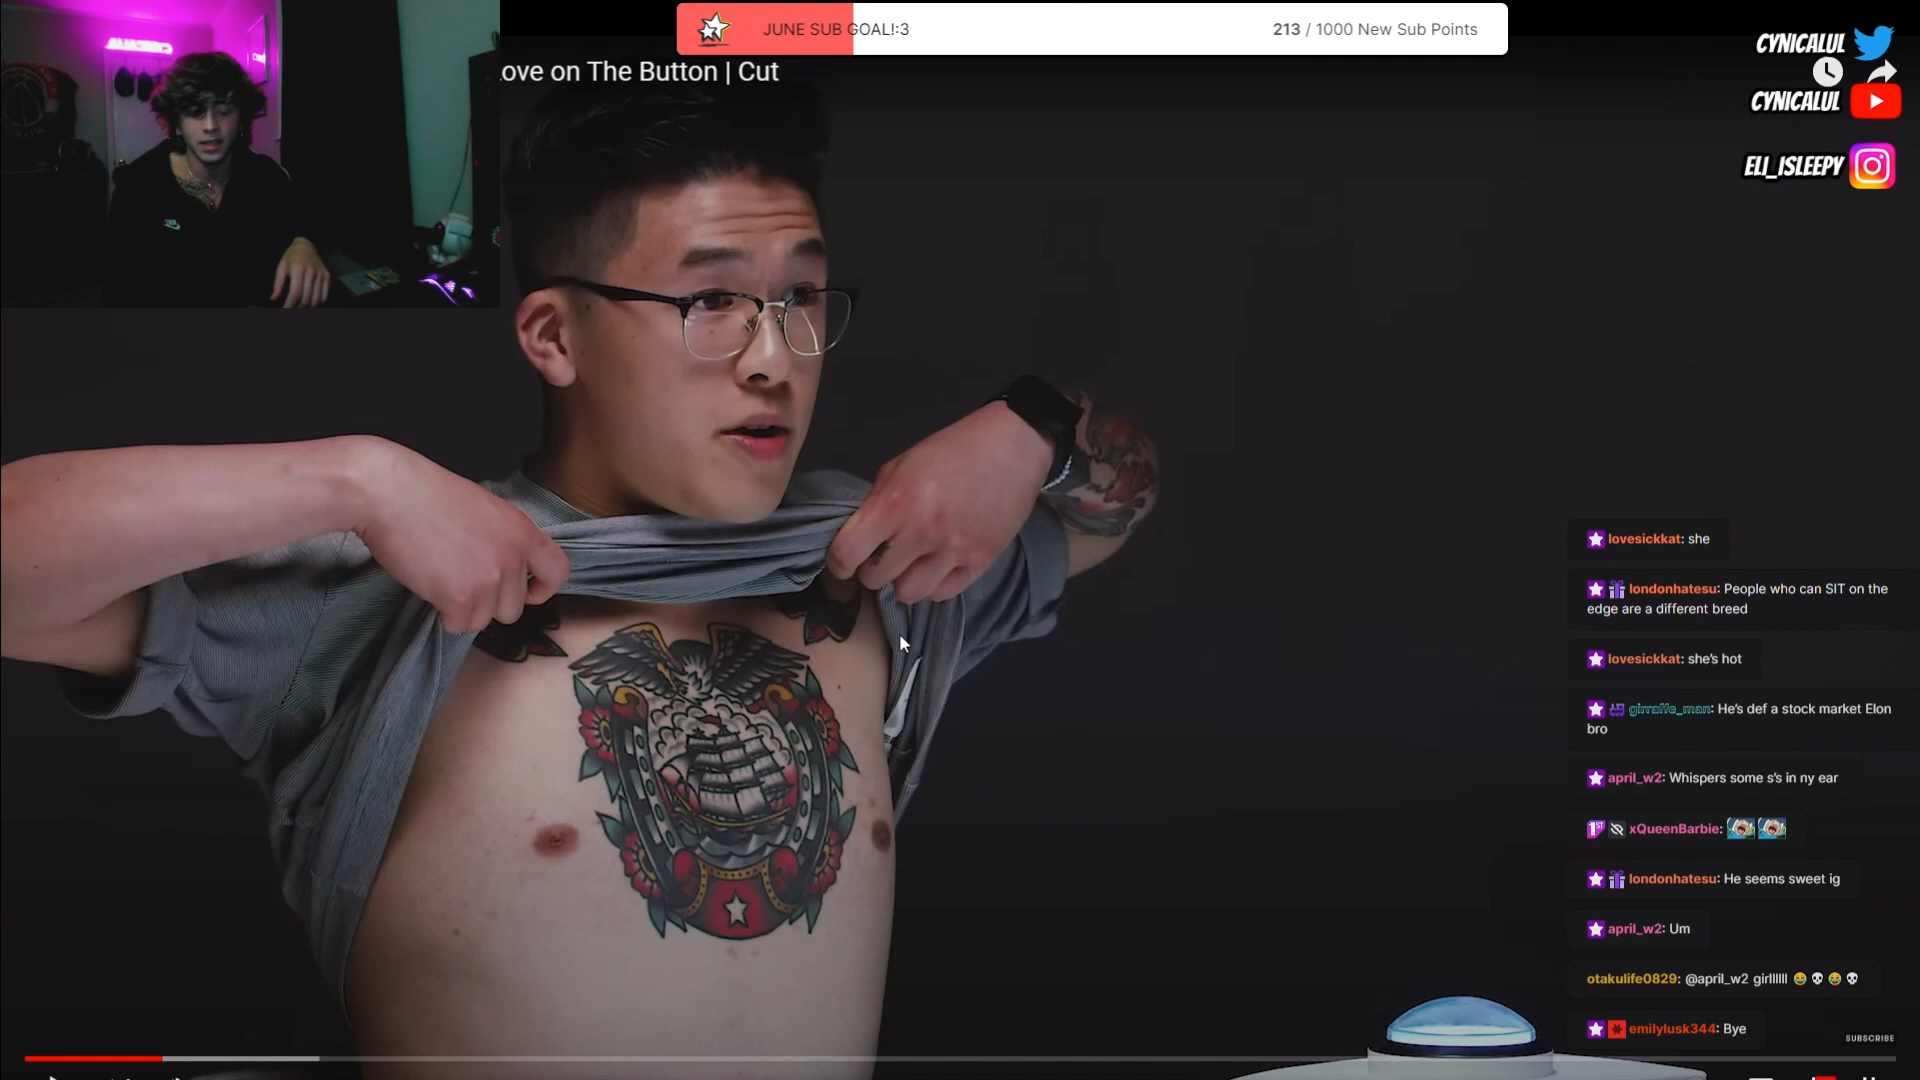 JUNE SUB GOAL!:3
213 / 1000 New Sub Points
ove on The Button | Cut
CYNICALUL
CYNICALUL
ELI_ISLEEPY
lovesickkat: she
londonhatesu: People who can SIT on the
edge are a different breed
lovesickkat: she's hot
girraffe_man: He's def a stock market Elon
bro
april_w2: Whispers some s's in ny ear
1ST xQueenBarbie:
londonhatesu: He seems sweet ig
april_w2: Um
otakulife0829: @april_w2 girllllll 😂 💀 😂 💀
emilylusk344: Bye
SUBSCRIBE